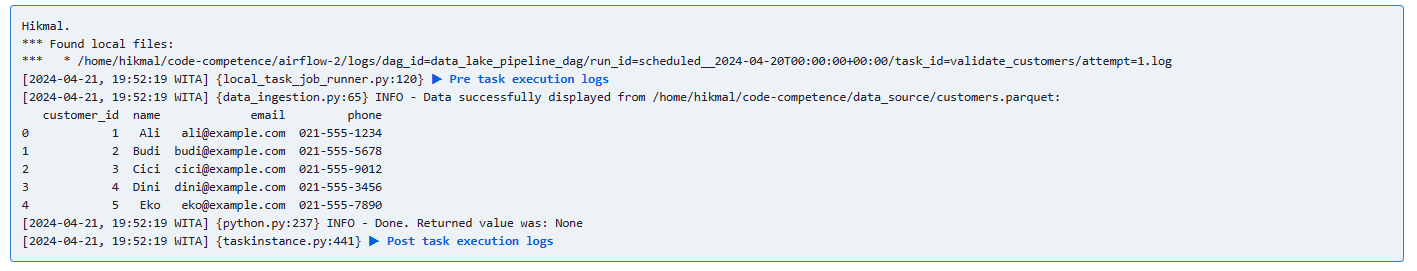 Hikmal.
*** Found local files:
***   * /home/hikmal/code-competence/airflow-2/logs/dag_id=data_lake_pipeline_dag/run_id=scheduled__2024-04-20T00:00:00+00:00/task_id=validate_customers/attempt=1.log
[2024-04-21, 19:52:19 WITA] {local_task_job_runner.py:120} ▶ Pre task execution logs
[2024-04-21, 19:52:19 WITA] {data_ingestion.py:65} INFO - Data successfully displayed from /home/hikmal/code-competence/data_source/customers.parquet:
   customer_id  name             email         phone
0            1   Ali   ali@example.com  021-555-1234
1            2  Budi  budi@example.com  021-555-5678
2            3  Cici  cici@example.com  021-555-9012
3            4  Dini  dini@example.com  021-555-3456
4            5   Eko   eko@example.com  021-555-7890
[2024-04-21, 19:52:19 WITA] {python.py:237} INFO - Done. Returned value was: None
[2024-04-21, 19:52:19 WITA] {taskinstance.py:441} ▶ Post task execution logs